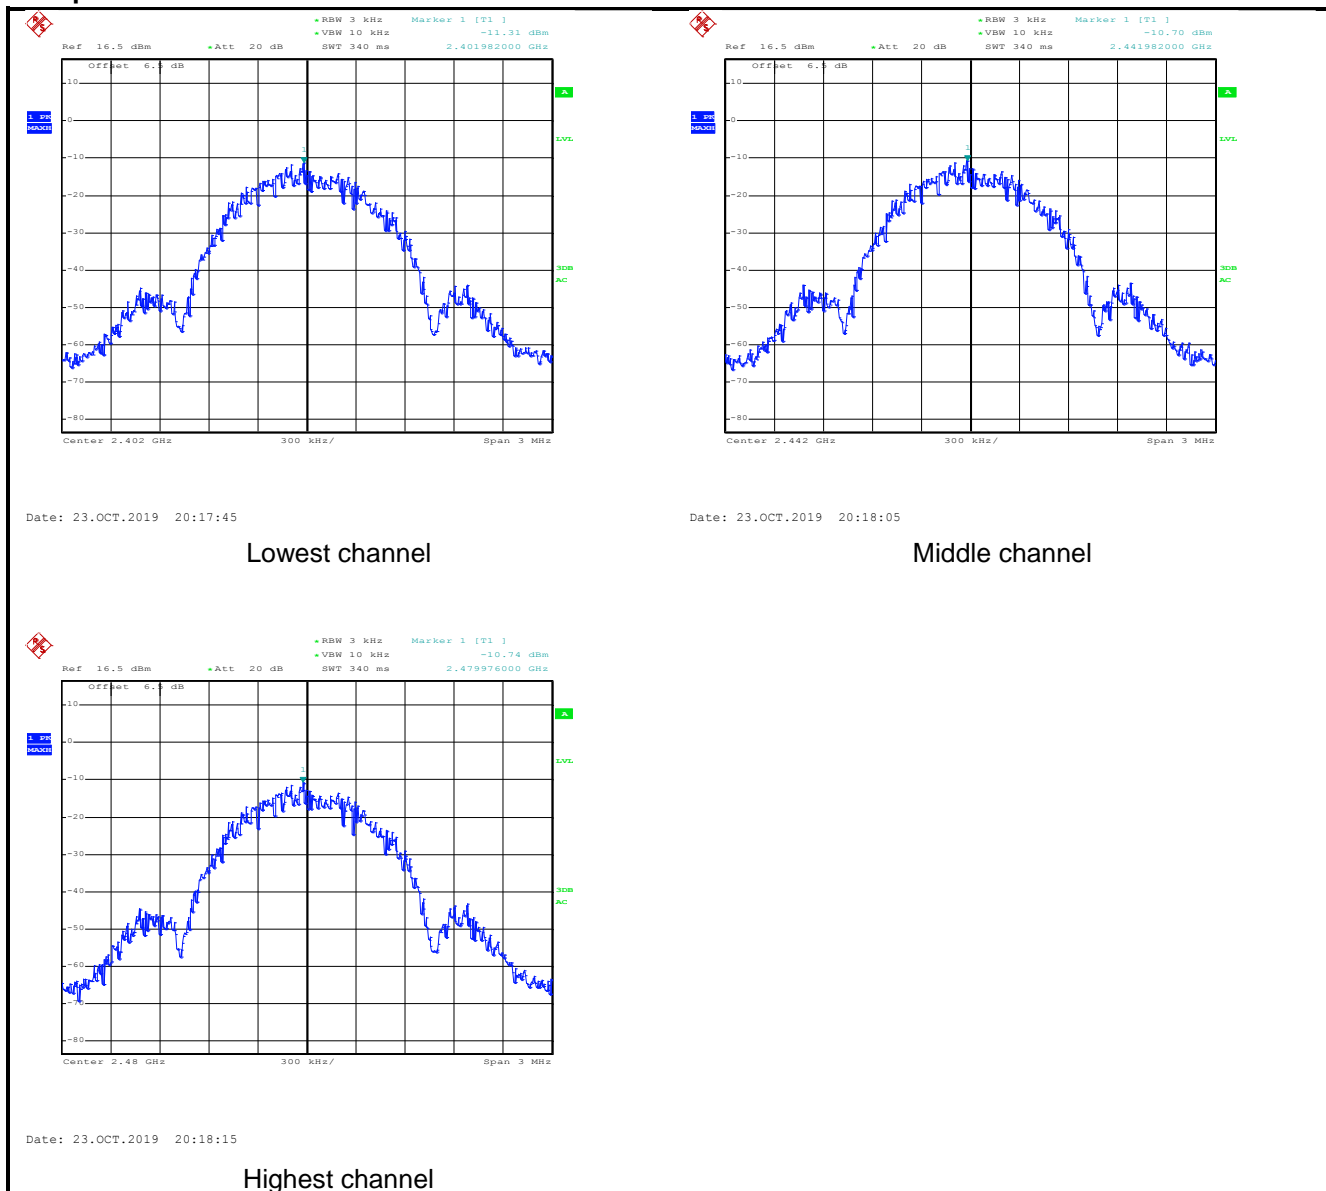 RBW 3 kHz Marker 1 [T1 ]
VBW 10 kHz -11.31 dBm
Ref 16.5 dBm Att 20 dB SWT 340 ms 2.401982000 GHz
Offset 6.5 dB
10
A
1 PK
MAXH
0
LVL
-10
1
-20
-30
-40
3DB
AC
-50
-60
-70
-80
Center 2.402 GHz 300 kHz/ Span 3 MHz
Date: 23.OCT.2019 20:17:45
Lowest channel
RBW 3 kHz Marker 1 [T1 ]
VBW 10 kHz -10.70 dBm
Ref 16.5 dBm Att 20 dB SWT 340 ms 2.441982000 GHz
Offset 6.5 dB
10
A
1 PK
MAXH
0
LVL
-10
1
-20
-30
-40
3DB
AC
-50
-60
-70
-80
Center 2.442 GHz 300 kHz/ Span 3 MHz
Date: 23.OCT.2019 20:18:05
Middle channel
RBW 3 kHz Marker 1 [T1 ]
VBW 10 kHz -10.74 dBm
Ref 16.5 dBm Att 20 dB SWT 340 ms 2.479976000 GHz
Offset 6.5 dB
10
A
1 PK
MAXH
0
LVL
-10
1
-20
-30
-40
3DB
AC
-50
-60
-70
-80
Center 2.48 GHz 300 kHz/ Span 3 MHz
Date: 23.OCT.2019 20:18:15
Highest channel